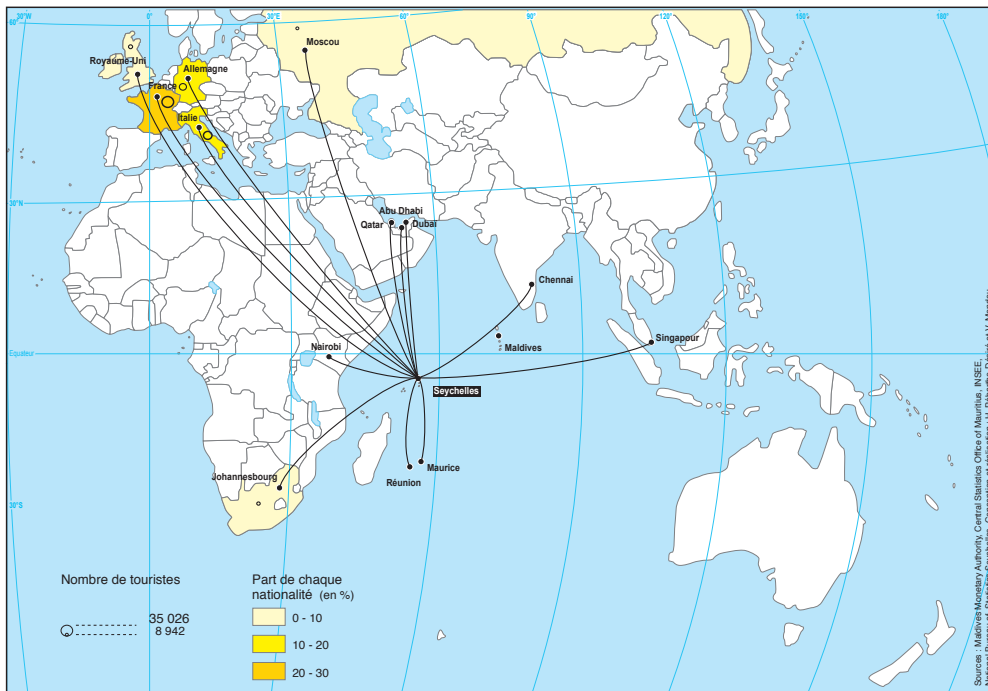 60°
30°
0°
30°E
60°
90°
120°
150°
180°
Moscou
Royaume-Uni
Allemagne
France
Italie
30°N
Abu Dhabi
Qatar
Dubaï
Chennai
Nairobi
Maldives
Singapour
Equateur
Seychelles
Johannesbourg
Maurice
Réunion
30°S
Nombre de touristes
35 026
8 942
Part de chaque
nationalité (en %)
0 - 10
10 - 20
20 - 30
Sources : Maldives Monetary Authority, Central Statistics Office of Mauritius, INSEE,